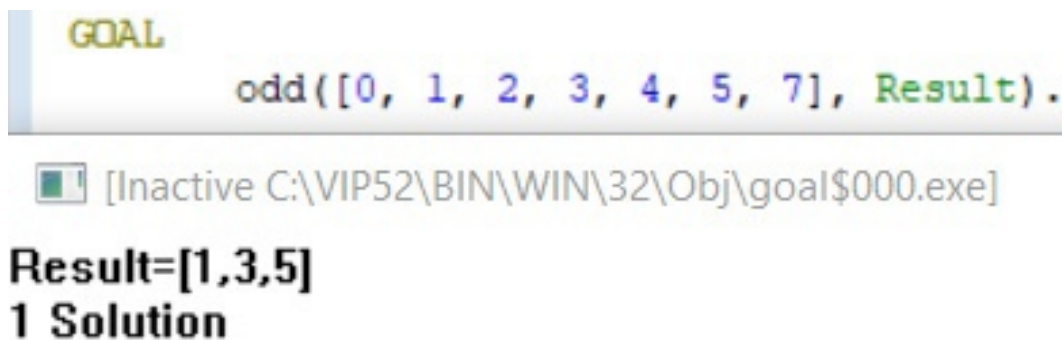 GOAL
odd([0, 1, 2, 3, 4, 5, 7], Result).
[Inactive C:\VIP52\BIN\WIN\32\Obj\goal$000.exe]
Result=[1,3,5]
1 Solution